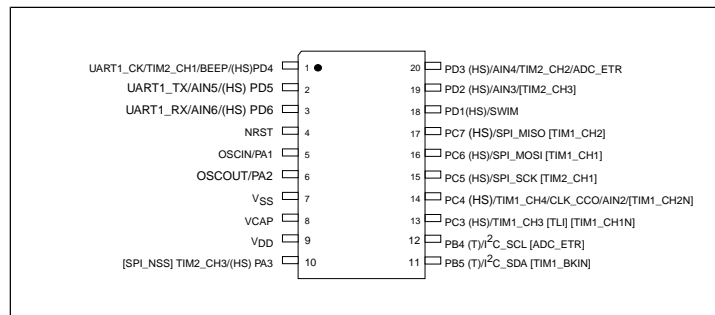 UART1_CK/TIM2_CH1/BEEP/(HS)PD4 1 20 PD3 (HS)/AIN4/TIM2_CH2/ADC_ETR
UART1_TX/AIN5/(HS) PD5 2 19 PD2 (HS)/AIN3/[TIM2_CH3]
UART1_RX/AIN6/(HS) PD6 3 18 PD1(HS)/SWIM
NRST 4 17 PC7 (HS)/SPI_MISO [TIM1_CH2]
OSCIN/PA1 5 16 PC6 (HS)/SPI_MOSI [TIM1_CH1]
OSCOUT/PA2 6 15 PC5 (HS)/SPI_SCK [TIM2_CH1]
VSS 7 14 PC4 (HS)/TIM1_CH4/CLK_CCO/AIN2/[TIM1_CH2N]
VCAP 8 13 PC3 (HS)/TIM1_CH3 [TLI] [TIM1_CH1N]
VDD 9 12 PB4 (T)/I²C_SCL [ADC_ETR]
[SPI_NSS] TIM2_CH3/(HS) PA3 10 11 PB5 (T)/I²C_SDA [TIM1_BKIN]